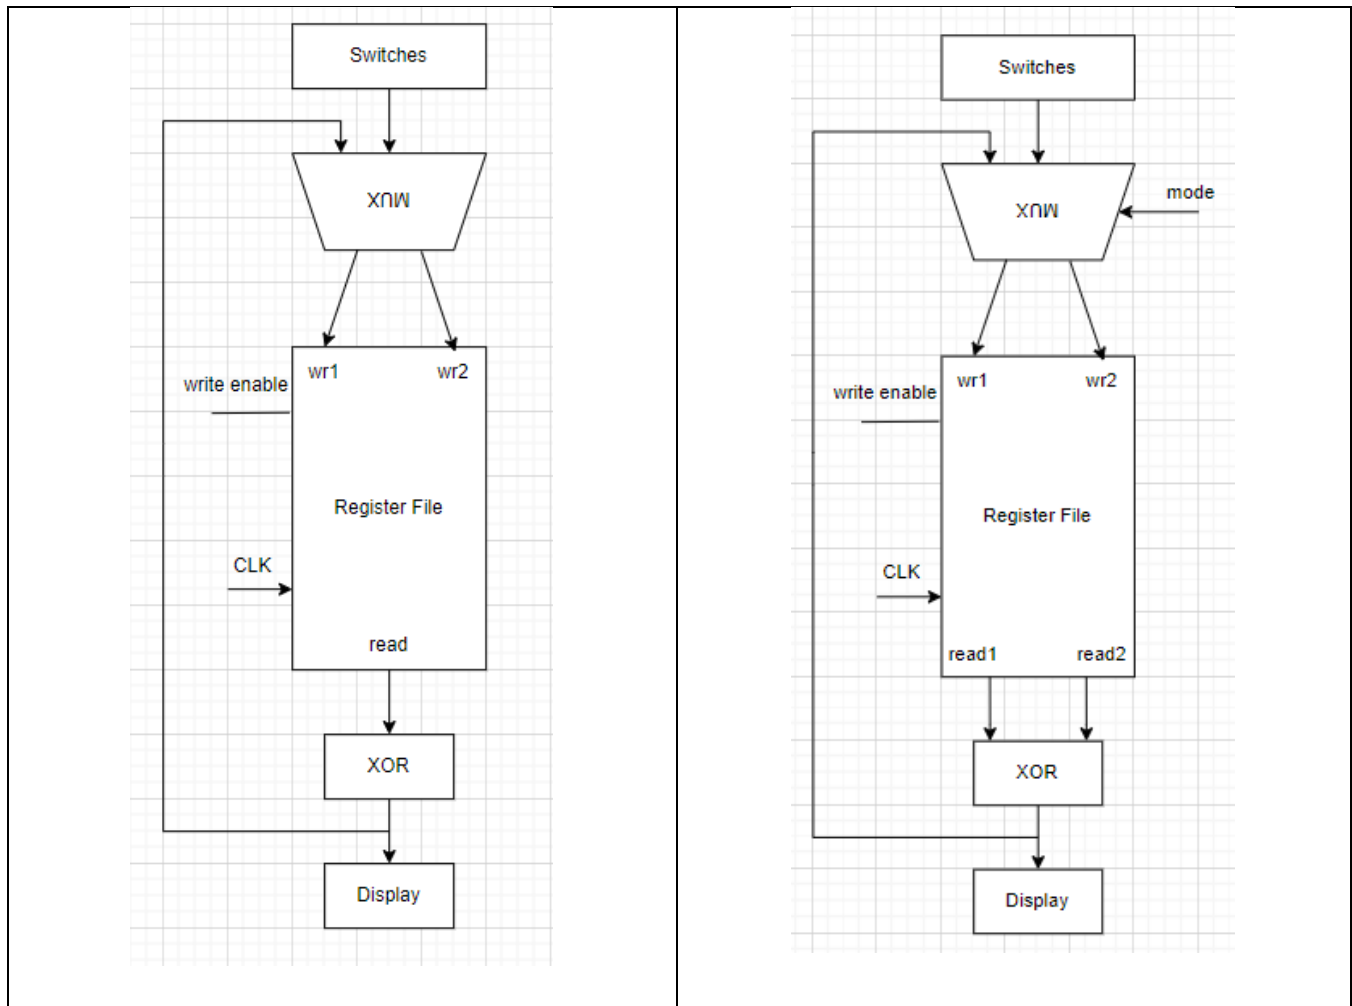 Switches
MUX
wr1 wr2
write enable
Register File
CLK
read
XOR
Display
Switches
mode
MUX
wr1 wr2
write enable
Register File
CLK
read1 read2
XOR
Display